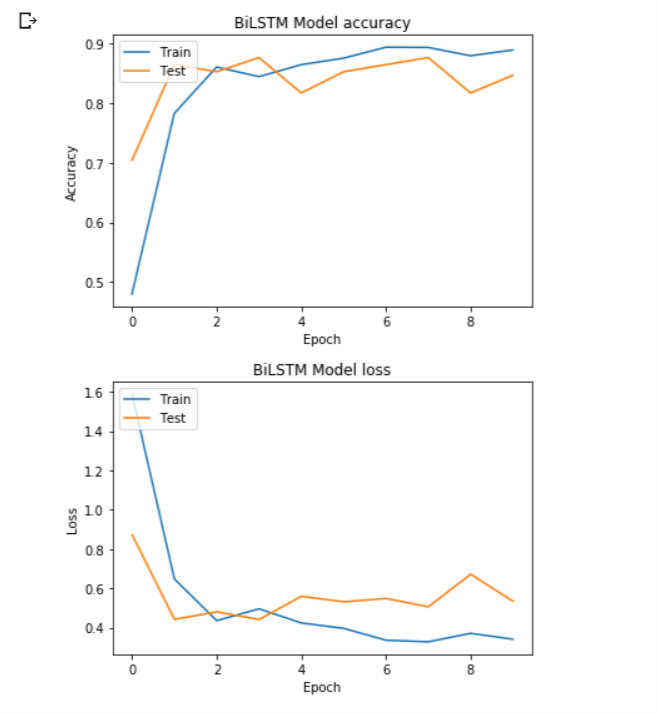 BiLSTM Model accuracy
Train
Test
0.9
0.8
0.7
0.6
0.5
Accuracy
0 2 4 6 8
Epoch
BiLSTM Model loss
Train
Test
1.6
1.4
1.2
1.0
0.8
0.6
0.4
Loss
0 2 4 6 8
Epoch